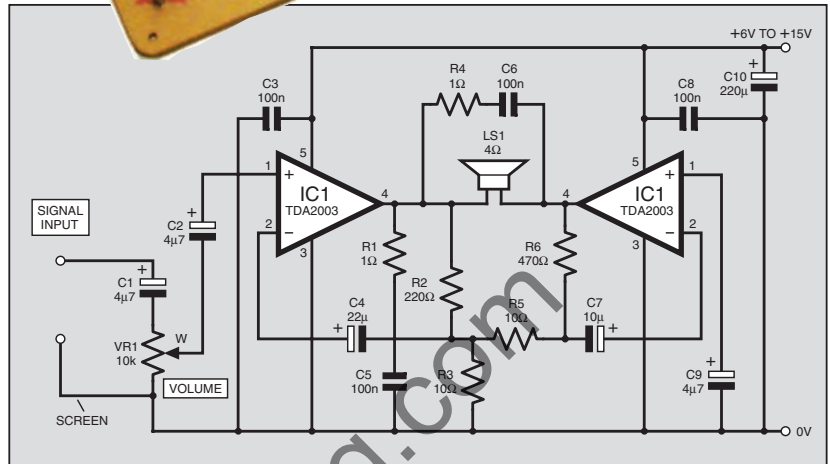 +6V TO +15V
R4
1Ω
C6
100n
C3
100n
C8
100n
+
C10
220µ
LS1
4Ω
5
1
+
IC1
TDA2003
4
2
−
3
5
4
IC1
TDA2003
+
1
−
2
3
SIGNAL
INPUT
+
C2
4µ7
+
C1
4µ7
VR1
10k
W
VOLUME
SCREEN
R1
1Ω
R2
220Ω
R6
470Ω
R5
10Ω
C4
22µ
+
C7
10µ
+
C5
100n
R3
10Ω
+
C9
4µ7
0V
g.com